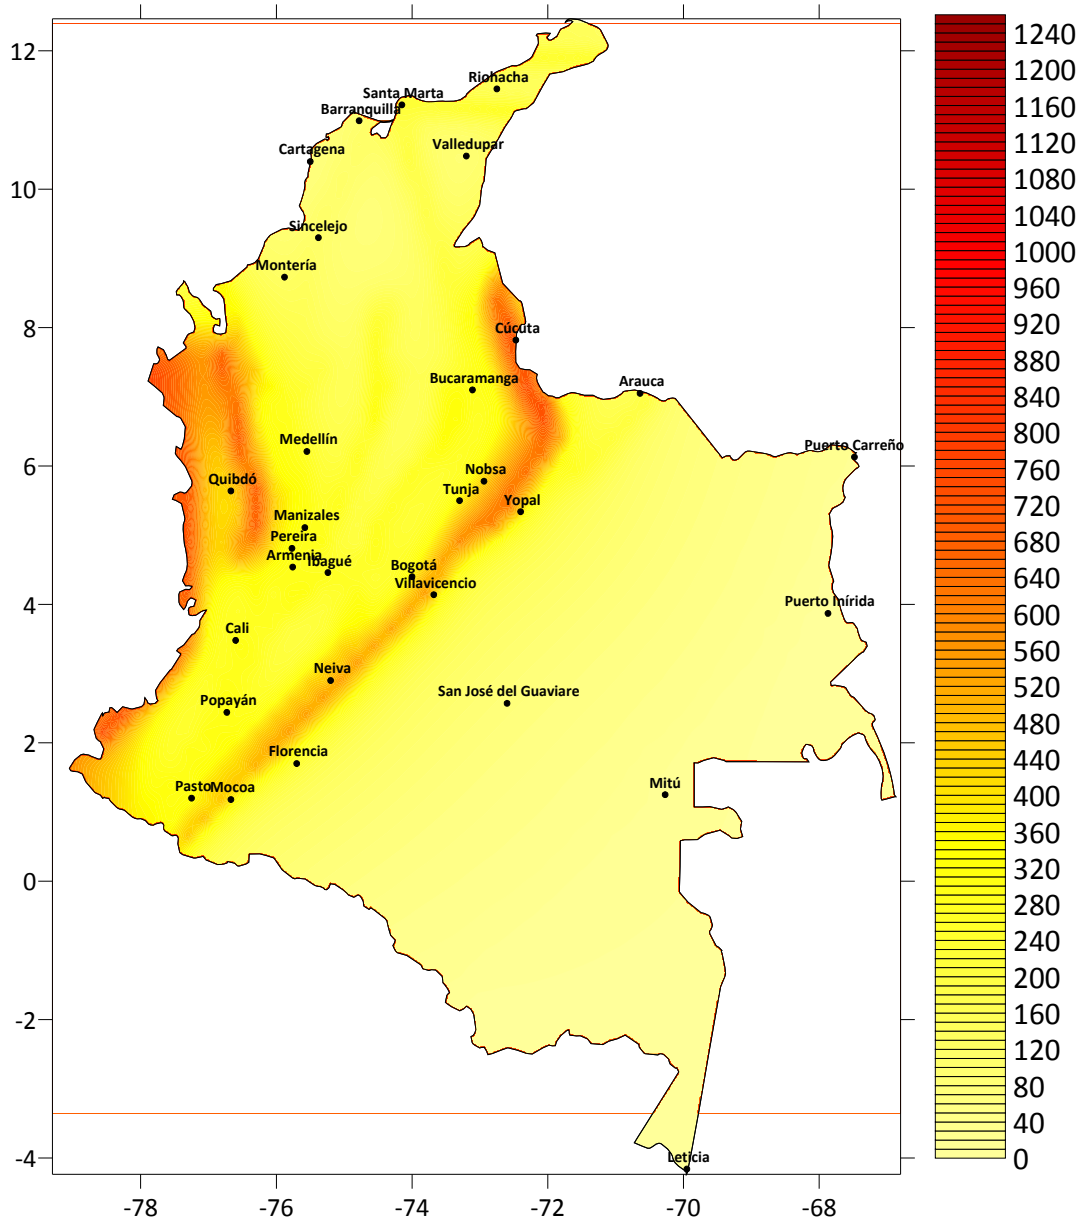 12
10
8
6
4
2
0
-2
-4
-78
-76
-74
-72
-70
-68
Riohacha
Santa Marta
Barranquilla
Cartagena
Valledupar
Sincelejo
Montería
Cúcuta
Bucaramanga
Arauca
Medellín
Puerto Carreño
Quibdó
Nobsa
Tunja
Yopal
Manizales
Pereira
Armenia
Ibagué
Bogotá
Villavicencio
Puerto Inírida
Cali
Neiva
San José del Guaviare
Popayán
Florencia
Pasto
Mocoa
Mitú
Leticia
1240
1200
1160
1120
1080
1040
1000
960
920
880
840
800
760
720
680
640
600
560
520
480
440
400
360
320
280
240
200
160
120
80
40
0